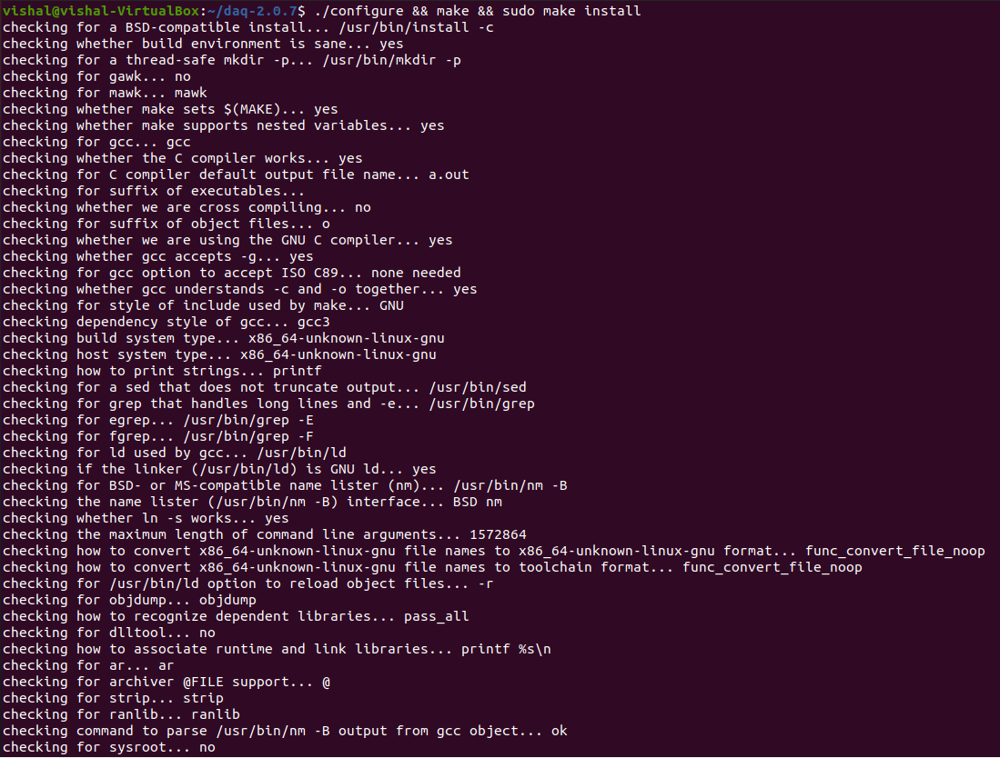 vishal@vishal-VirtualBox:~/daq-2.0.7$ ./configure && make && sudo make install
checking for a BSD-compatible install... /usr/bin/install -c
checking whether build environment is sane... yes
checking for a thread-safe mkdir -p... /usr/bin/mkdir -p
checking for gawk... no
checking for mawk... mawk
checking whether make sets $(MAKE)... yes
checking whether make supports nested variables... yes
checking for gcc... gcc
checking whether the C compiler works... yes
checking for C compiler default output file name... a.out
checking for suffix of executables...
checking whether we are cross compiling... no
checking for suffix of object files... o
checking whether we are using the GNU C compiler... yes
checking whether gcc accepts -g... yes
checking for gcc option to accept ISO C89... none needed
checking whether gcc understands -c and -o together... yes
checking for style of include used by make... GNU
checking dependency style of gcc... gcc3
checking build system type... x86_64-unknown-linux-gnu
checking host system type... x86_64-unknown-linux-gnu
checking how to print strings... printf
checking for a sed that does not truncate output... /usr/bin/sed
checking for grep that handles long lines and -e... /usr/bin/grep
checking for egrep... /usr/bin/grep -E
checking for fgrep... /usr/bin/grep -F
checking for ld used by gcc... /usr/bin/ld
checking if the linker (/usr/bin/ld) is GNU ld... yes
checking for BSD- or MS-compatible name lister (nm)... /usr/bin/nm -B
checking the name lister (/usr/bin/nm -B) interface... BSD nm
checking whether ln -s works... yes
checking the maximum length of command line arguments... 1572864
checking how to convert x86_64-unknown-linux-gnu file names to x86_64-unknown-linux-gnu format... func_convert_file_noop
checking how to convert x86_64-unknown-linux-gnu file names to toolchain format... func_convert_file_noop
checking for /usr/bin/ld option to reload object files... -r
checking for objdump... objdump
checking how to recognize dependent libraries... pass_all
checking for dlltool... no
checking how to associate runtime and link libraries... printf %s\n
checking for ar... ar
checking for archiver @FILE support... @
checking for strip... strip
checking for ranlib... ranlib
checking command to parse /usr/bin/nm -B output from gcc object... ok
checking for sysroot... no